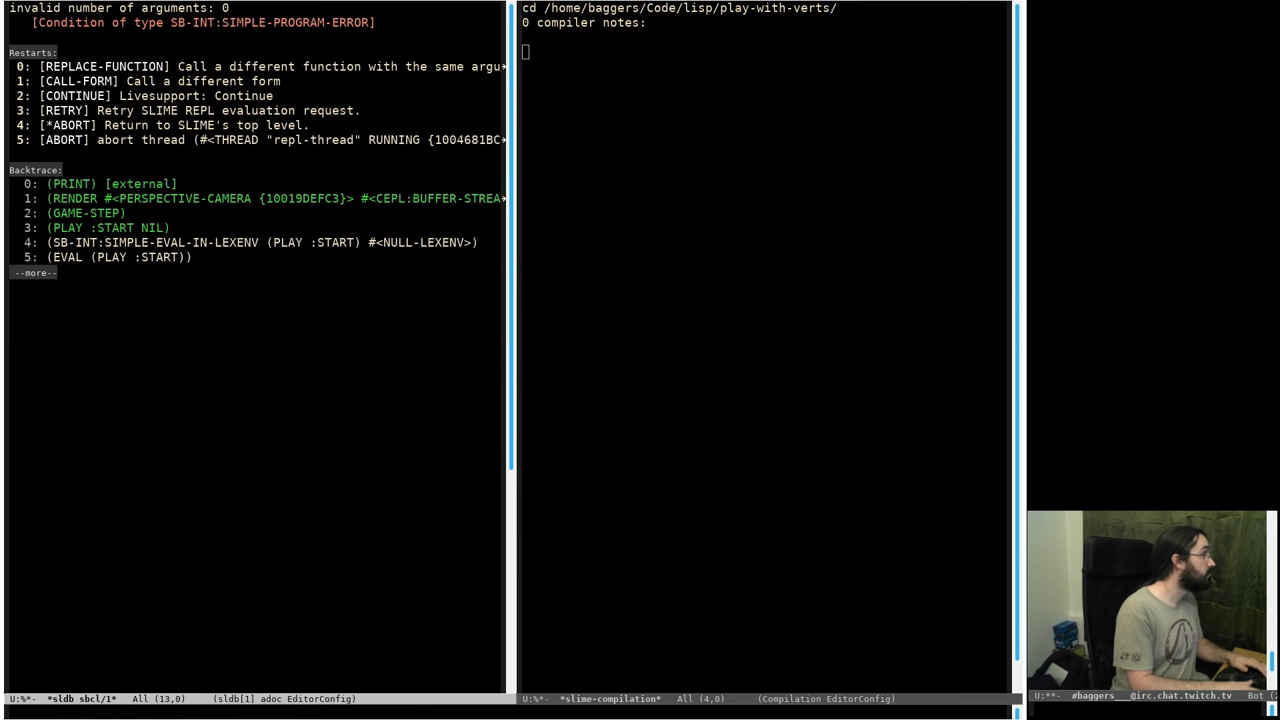 invalid number of arguments: 0
[Condition of type SB-INT:SIMPLE-PROGRAM-ERROR]
Restarts:
0: [REPLACE-FUNCTION] Call a different function with the same argu
1: [CALL-FORM] Call a different form
2: [CONTINUE] Livesupport: Continue
3: [RETRY] Retry SLIME REPL evaluation request.
4: [*ABORT] Return to SLIME's top level.
5: [ABORT] abort thread (#<THREAD "repl-thread" RUNNING {1004681BC
Backtrace:
0: (PRINT) [external]
1: (RENDER #<PERSPECTIVE-CAMERA {10019DEFC3}> #<CEPL:BUFFER-STREA
2: (GAME-STEP)
3: (PLAY :START NIL)
4: (SB-INT:SIMPLE-EVAL-IN-LEXENV (PLAY :START) #<NULL-LEXENV>)
5: (EVAL (PLAY :START))
--more--
U:%*- *sldb sbcl/1* All (13,0) (sldb[1] adoc EditorConfig)
cd /home/baggers/Code/lisp/play-with-verts/
0 compiler notes:
U:%*- *slime-compilation* All (4,0) (Compilation EditorConfig)
U:**- #baggers___@irc.chat.twitch.tv Bot (